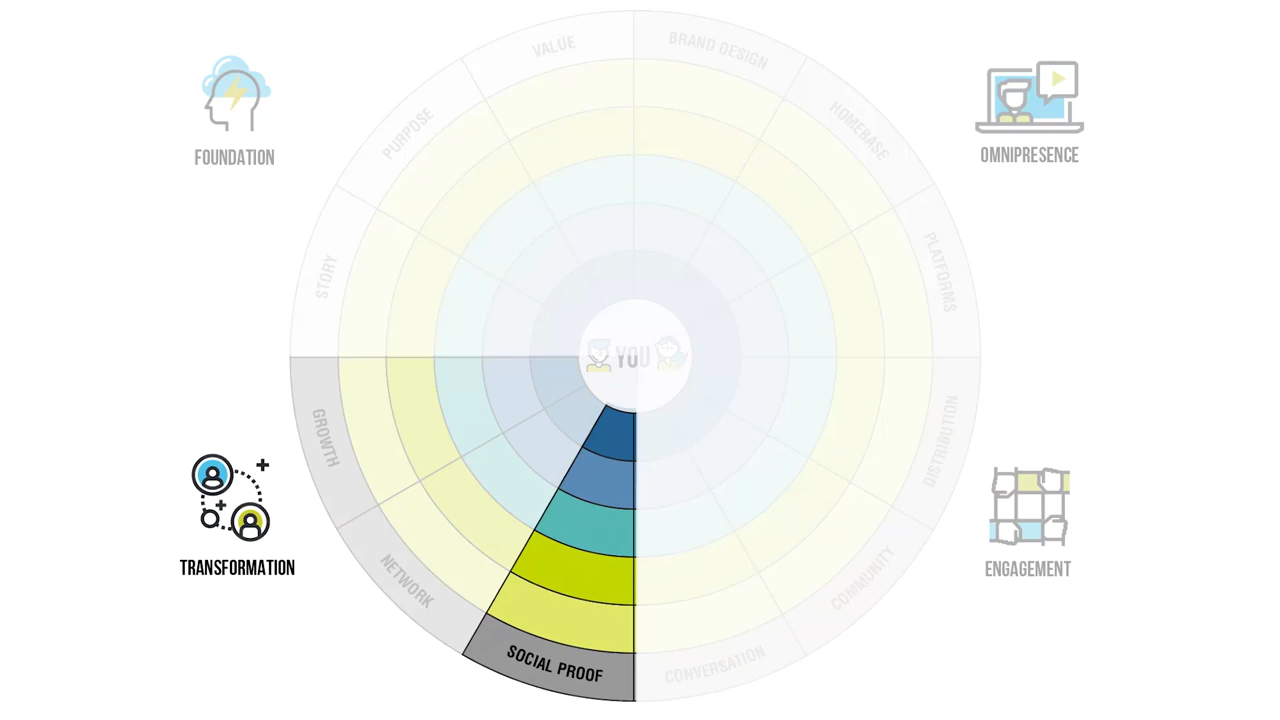 VALUE
BRAND DESIGN
FOUNDATION
PURPOSE
HOMEBASE
OMNIPRESENCE
STORY
PLATFORMS
YOU
GROWTH
DISTRIBUTION
NETWORK
COMMUNITY
TRANSFORMATION
ENGAGEMENT
SOCIAL PROOF
CONVERSATION